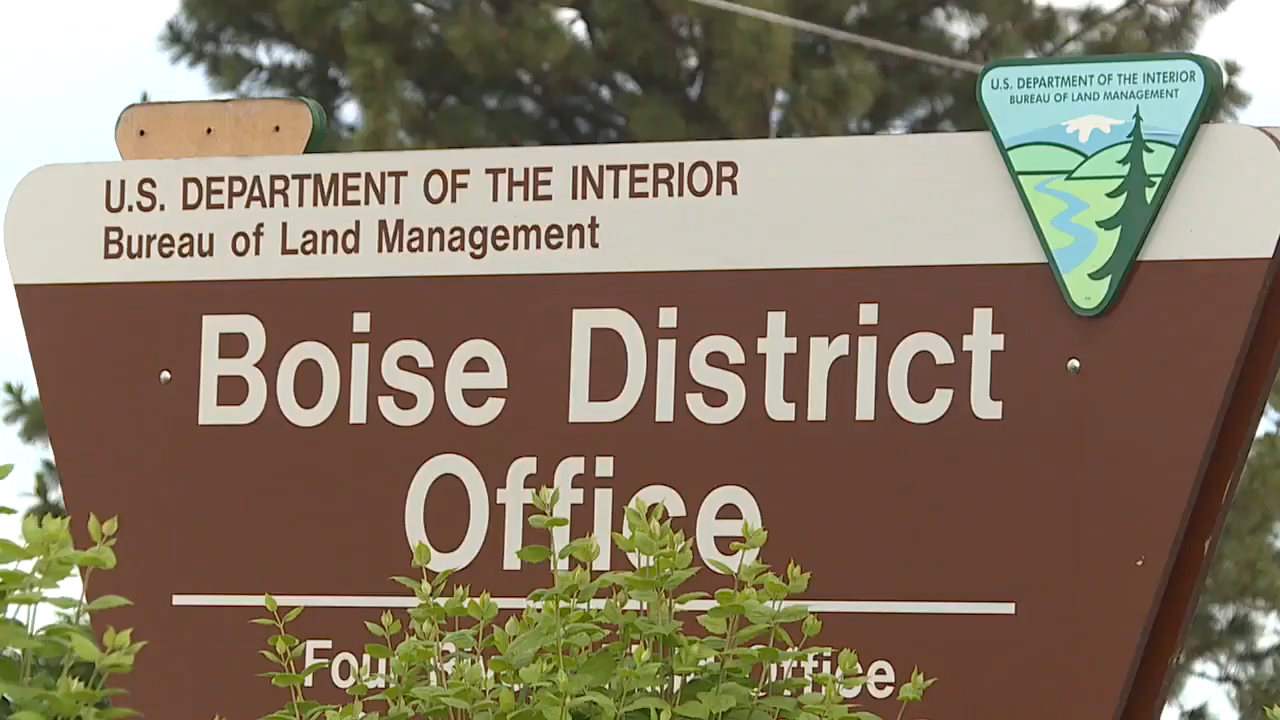 U.S. DEPARTMENT OF THE INTERIOR
BUREAU OF LAND MANAGEMENT
U.S. DEPARTMENT OF THE INTERIOR
Bureau of Land Management
Boise District
Office
Office